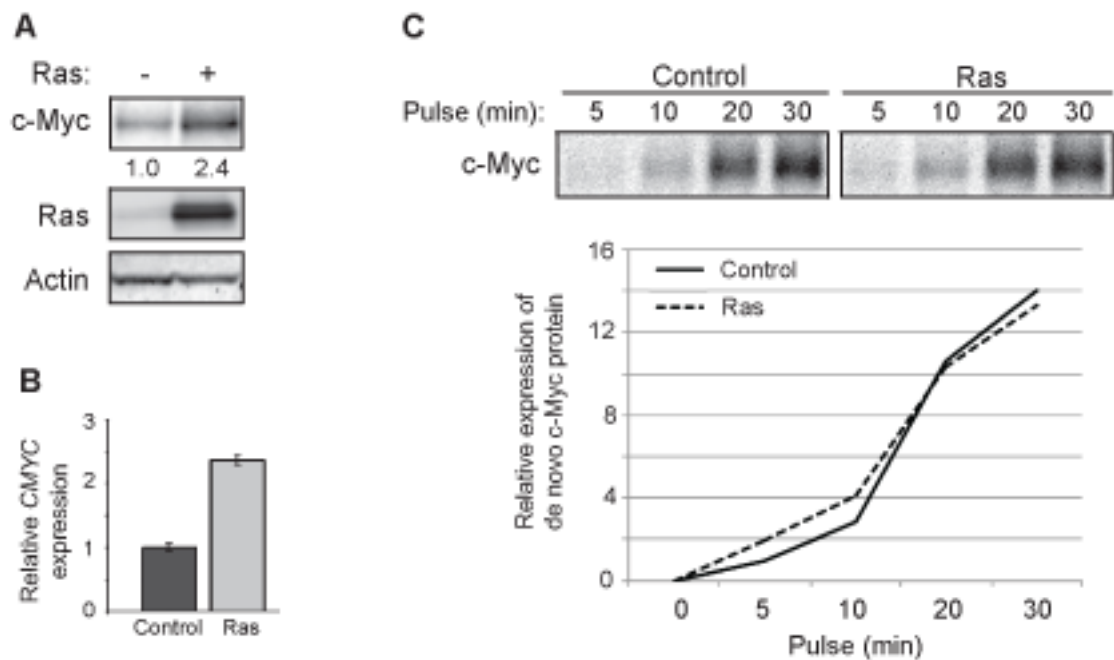 A
Ras: - +
c-Myc
1.0 2.4
Ras
Actin
B
Relative CMYC
expression
3
2
1
0
Control Ras
C
Control Ras
Pulse (min): 5 10 20 30 5 10 20 30
c-Myc
Relative expression of
de novo c-Myc protein
16
12
8
4
0
Control
Ras
0 5 10 20 30
Pulse (min)